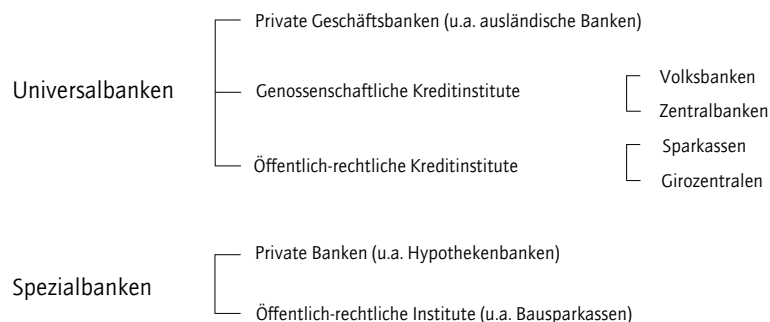 Universalbanken
Private Geschäftsbanken (u.a. ausländische Banken)
Genossenschaftliche Kreditinstitute
Volksbanken
Zentralbanken
Öffentlich-rechtliche Kreditinstitute
Sparkassen
Girozentralen
Spezialbanken
Private Banken (u.a. Hypothekenbanken)
Öffentlich-rechtliche Institute (u.a. Bausparkassen)